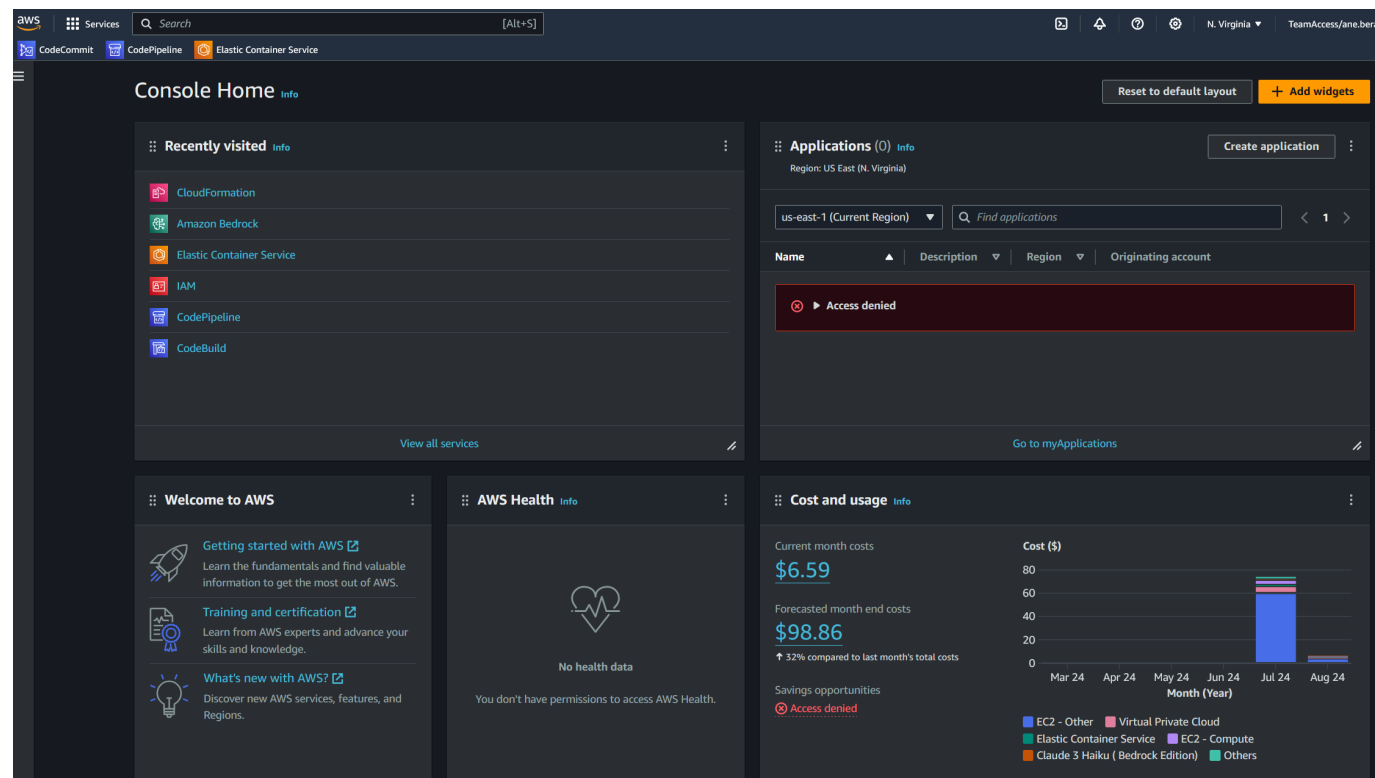 aws
Services
Search [Alt+S]
N. Virginia ▼
TeamAccess/ane.ber
CodeCommit
CodePipeline
Elastic Container Service
Console Home Info
Reset to default layout
+ Add widgets
Recently visited Info
CloudFormation
Amazon Bedrock
Elastic Container Service
IAM
CodePipeline
CodeBuild
View all services
Applications (0) Info
Region: US East (N. Virginia)
Create application
us-east-1 (Current Region) ▼
Find applications
< 1 >
Name Description Region Originating account
Access denied
Go to myApplications
Welcome to AWS
Getting started with AWS
Learn the fundamentals and find valuable
information to get the most out of AWS.
Training and certification
Learn from AWS experts and advance your
skills and knowledge.
What's new with AWS?
Discover new AWS services, features, and
Regions.
AWS Health Info
No health data
You don't have permissions to access AWS Health.
Cost and usage Info
Current month costs
$6.59
Forecasted month end costs
$98.86
↑ 32% compared to last month's total costs
Savings opportunities
Access denied
Cost ($)
80
60
40
20
0
Mar 24 Apr 24 May 24 Jun 24 Jul 24 Aug 24
Month (Year)
EC2 - Other Virtual Private Cloud
Elastic Container Service EC2 - Compute
Claude 3 Haiku ( Bedrock Edition) Others